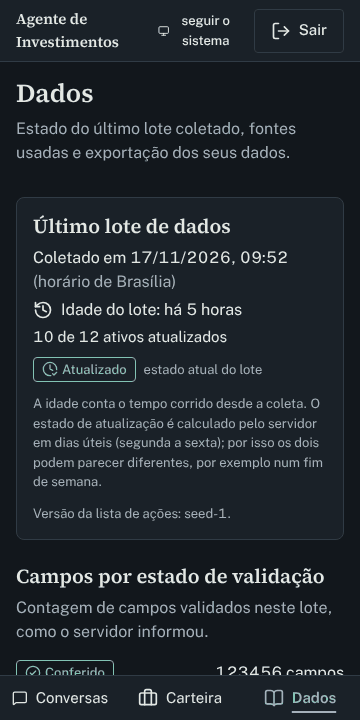 Agente de
Investimentos
seguir o
sistema
Sair
Dados
Estado do último lote coletado, fontes
usadas e exportação dos seus dados.
Último lote de dados
Coletado em 17/11/2026, 09:52
(horário de Brasília)
Idade do lote: há 5 horas
10 de 12 ativos atualizados
Atualizado estado atual do lote
A idade conta o tempo corrido desde a coleta. O
estado de atualização é calculado pelo servidor
em dias úteis (segunda a sexta); por isso os dois
podem parecer diferentes, por exemplo num fim
de semana.
Versão da lista de ações: seed-1.
Campos por estado de validação
Contagem de campos validados neste lote,
como o servidor informou.
Conferido 123456 campos
Conversas Carteira Dados